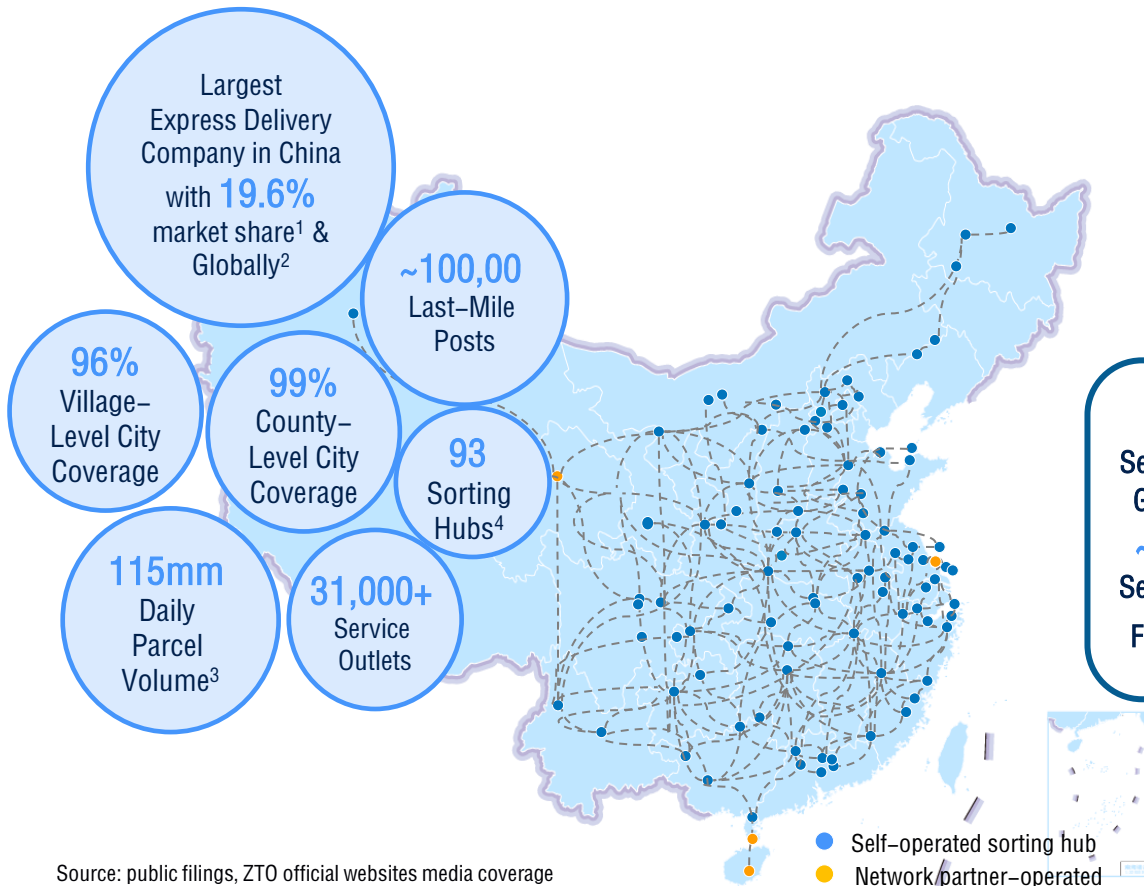 Largest
Express Delivery
Company in China
with 19.6%
market share¹ &
Globally²
~100,00
Last–Mile
Posts
96%
Village–
Level City
Coverage
99%
County–
Level City
Coverage
93
Sorting
Hubs⁴
115mm
Daily
Parcel
Volume³
31,000+
Service
Outlets
Se
G
~
Se
F
Self–operated sorting hub
Network partner–operated
Source: public filings, ZTO official websites media coverage